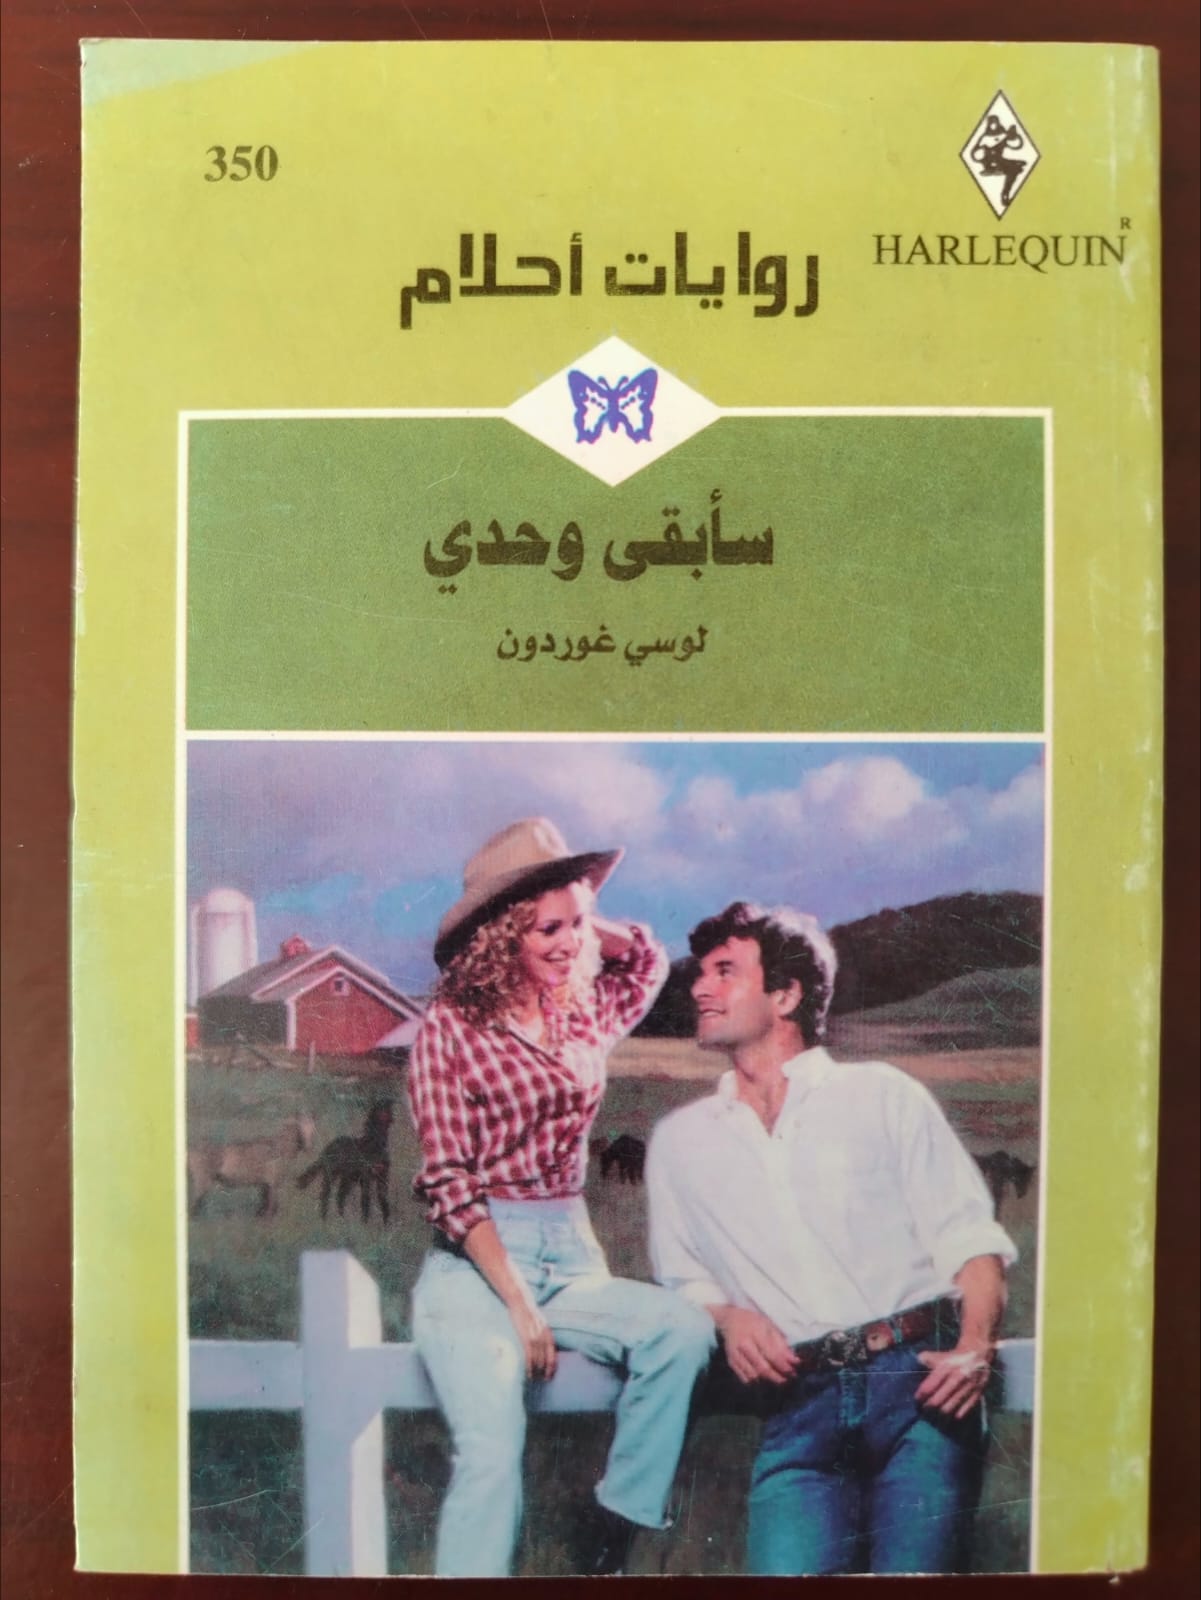 350
HARLEQUIN R
روايات أحلام
سأبقى وحدي
لوسي غوردون